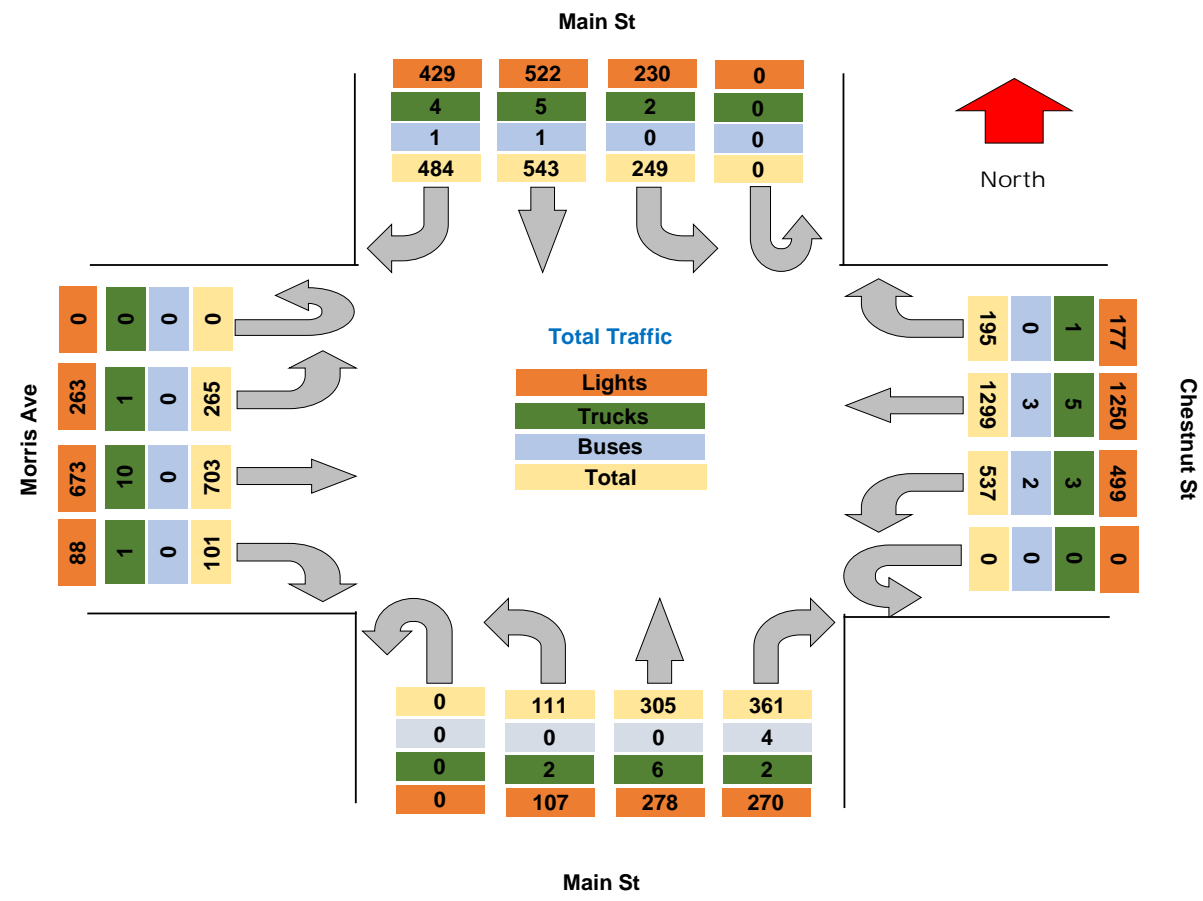 Main St
429 522 230 0
4 5 2 0
1 1 0 0
484 543 249 0
North
Morris Ave
0 0 0 0
263 1 0 265
673 10 0 703
88 1 0 101
Total Traffic
Lights
Trucks
Buses
Total
195 0 1 177
1299 3 5 1250
537 2 3 499
0 0 0 0
Chestnut St
0 111 305 361
0 0 0 4
0 2 6 2
0 107 278 270
Main St